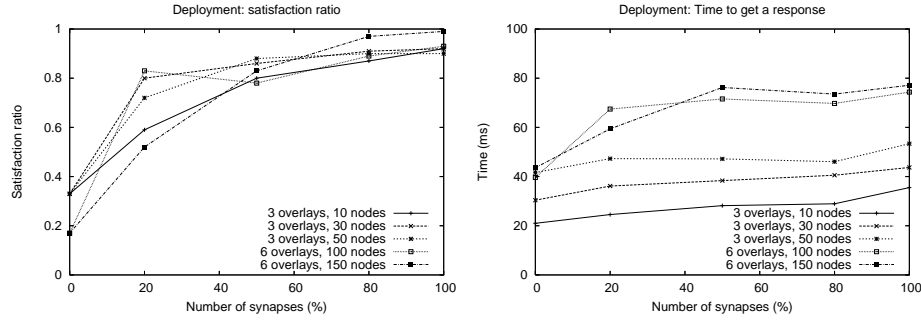 Deployment: satisfaction ratio
1
0.8
0.6
0.4
0.2
0
Satisfaction ratio
3 overlays, 10 nodes
3 overlays, 30 nodes
3 overlays, 50 nodes
6 overlays, 100 nodes
6 overlays, 150 nodes
0 20 40 60 80 100
Number of synapses (%)
Deployment: Time to get a response
100
80
60
40
20
0
Time (ms)
3 overlays, 10 nodes
3 overlays, 30 nodes
3 overlays, 50 nodes
6 overlays, 100 nodes
6 overlays, 150 nodes
0 20 40 60 80 100
Number of synapses (%)